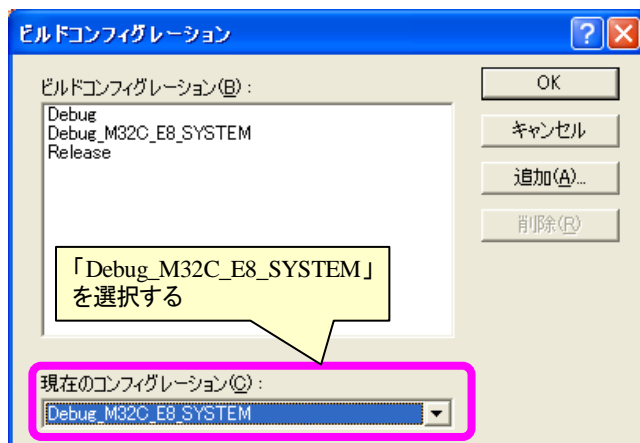 ビルドコンフィグレーション
ビルドコンフィグレーション(B):
OK
Debug
Debug_M32C_E8_SYSTEM
Release
キャンセル
追加(A)...
削除(R)
「Debug_M32C_E8_SYSTEM」
を選択する
現在のコンフィグレーション(C):
Debug_M32C_E8_SYSTEM